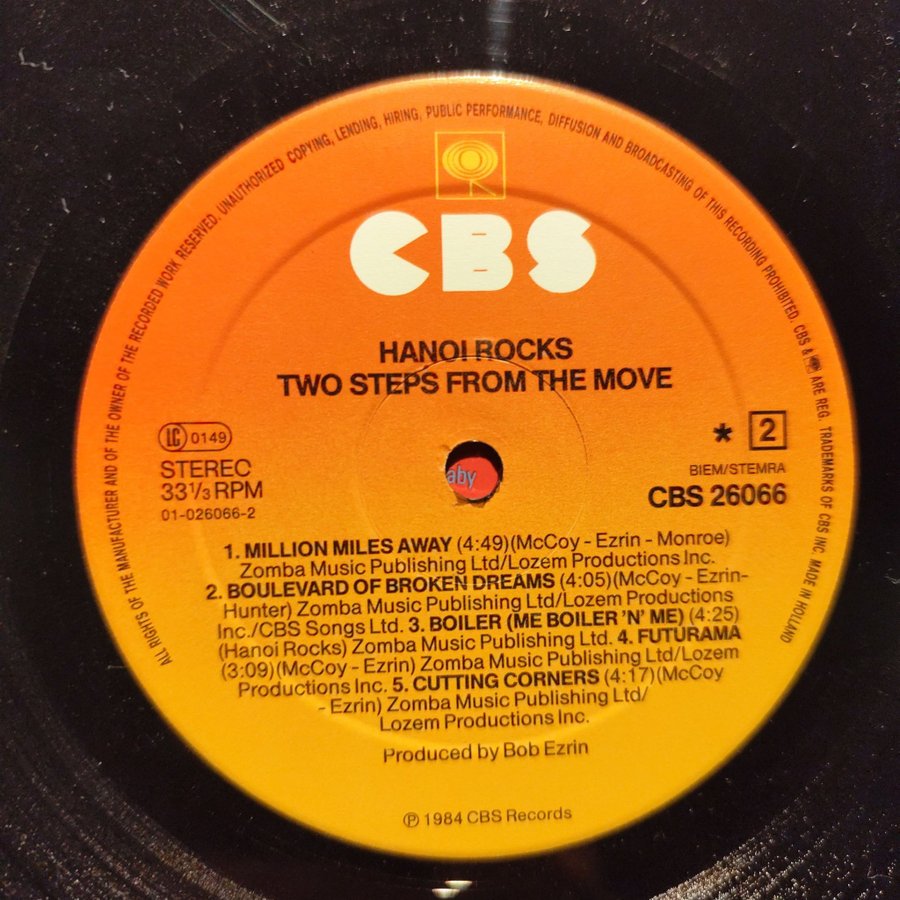 ALL RIGHTS OF THE MANUFACTURER AND OF THE OWNER OF THE RECORDED WORK RESERVED. UNAUTHORIZED COPYING, LENDING, HIRING, PUBLIC PERFORMANCE, DIFFUSION AND BROADCASTING OF THIS RECORDING PROHIBITED. CBS & ARE REG. TRADEMARKS OF CBS INC. MADE IN HOLLAND
CBS
HANOI ROCKS
TWO STEPS FROM THE MOVE
LC 0149
* 2
STEREO
BIEM/STEMRA
33 1/3 RPM
CBS 26066
01-026066-2
aby
1. MILLION MILES AWAY (4:49)(McCoy - Ezrin - Monroe)
Zomba Music Publishing Ltd/Lozem Productions Inc.
2. BOULEVARD OF BROKEN DREAMS (4:05)(McCoy - Ezrin-
Hunter) Zomba Music Publishing Ltd/Lozem Productions
Inc./CBS Songs Ltd. 3. BOILER (ME BOILER 'N' ME) (4:25)
(Hanoi Rocks) Zomba Music Publishing Ltd. 4. FUTURAMA
(3:09)(McCoy - Ezrin) Zomba Music Publishing Ltd/Lozem
Productions Inc. 5. CUTTING CORNERS (4:17)(McCoy
- Ezrin) Zomba Music Publishing Ltd/
Lozem Productions Inc.
Produced by Bob Ezrin
℗ 1984 CBS Records